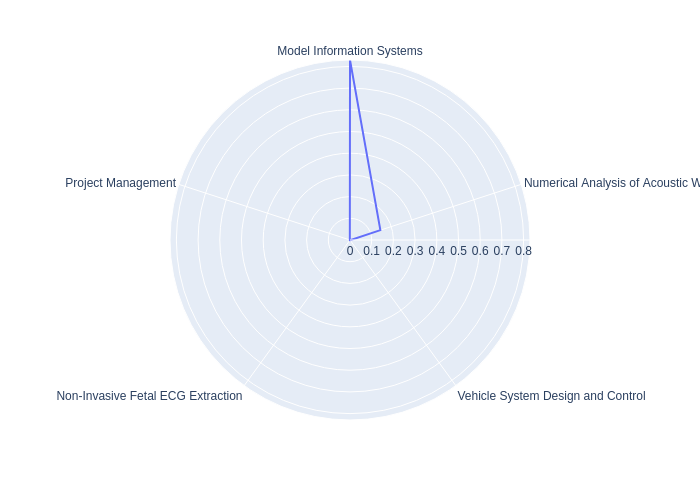 Model Information Systems
Project Management
Numerical Analysis of Acoustic
0 0.1 0.2 0.3 0.4 0.5 0.6 0.7 0.8
Non-Invasive Fetal ECG Extraction
Vehicle System Design and Control